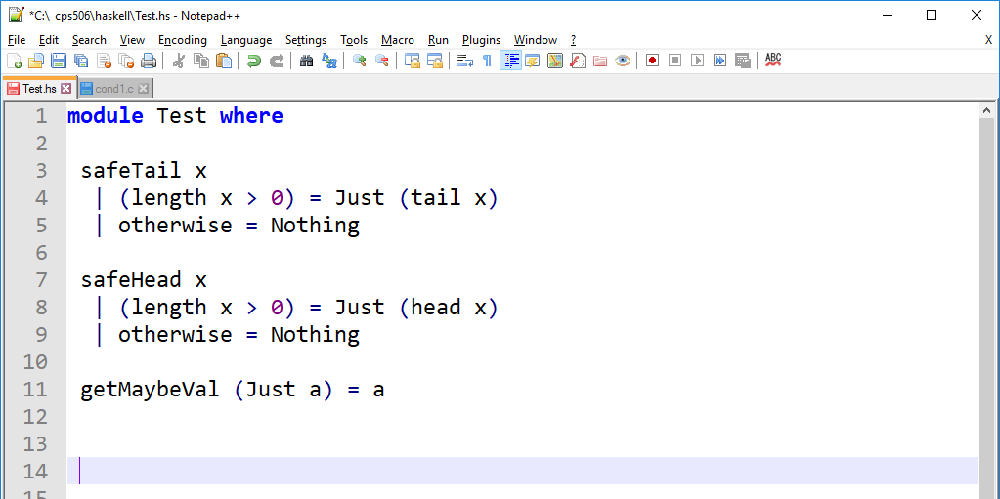 *C:\_cps506\haskell\Test.hs - Notepad++
File Edit Search View Encoding Language Settings Tools Macro Run Plugins Window ? X
ABC
Test.hs cond1.c
1 module Test where
2
3 safeTail x
4 | (length x > 0) = Just (tail x)
5 | otherwise = Nothing
6
7 safeHead x
8 | (length x > 0) = Just (head x)
9 | otherwise = Nothing
10
11 getMaybeVal (Just a) = a
12
13
14
15